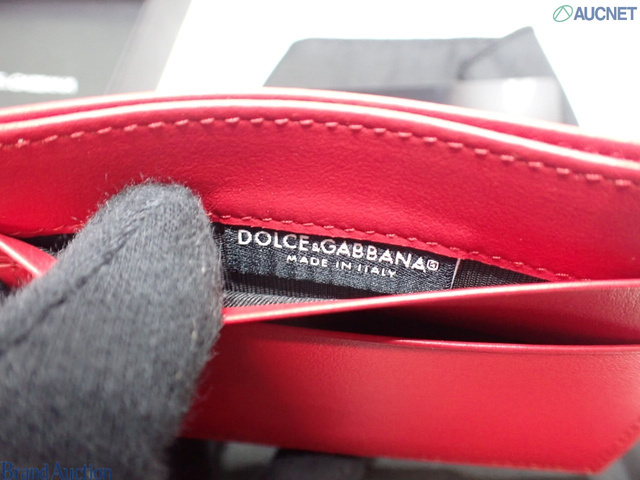 AUCNET
DOLCE&GABBANA
MADE IN ITALY
Brand Auction